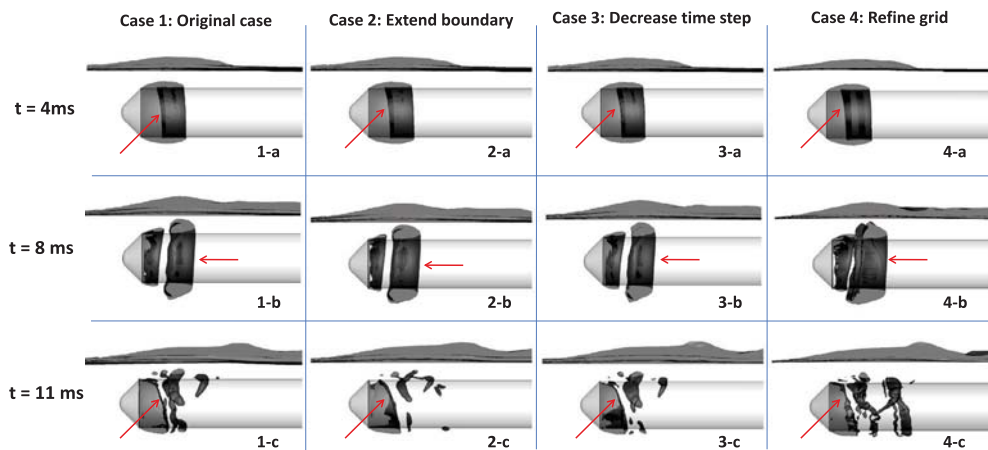 Case 1: Original case
Case 2: Extend boundary
Case 3: Decrease time step
Case 4: Refine grid
t = 4ms
1-a
2-a
3-a
4-a
t = 8 ms
1-b
2-b
3-b
4-b
t = 11 ms
1-c
2-c
3-c
4-c